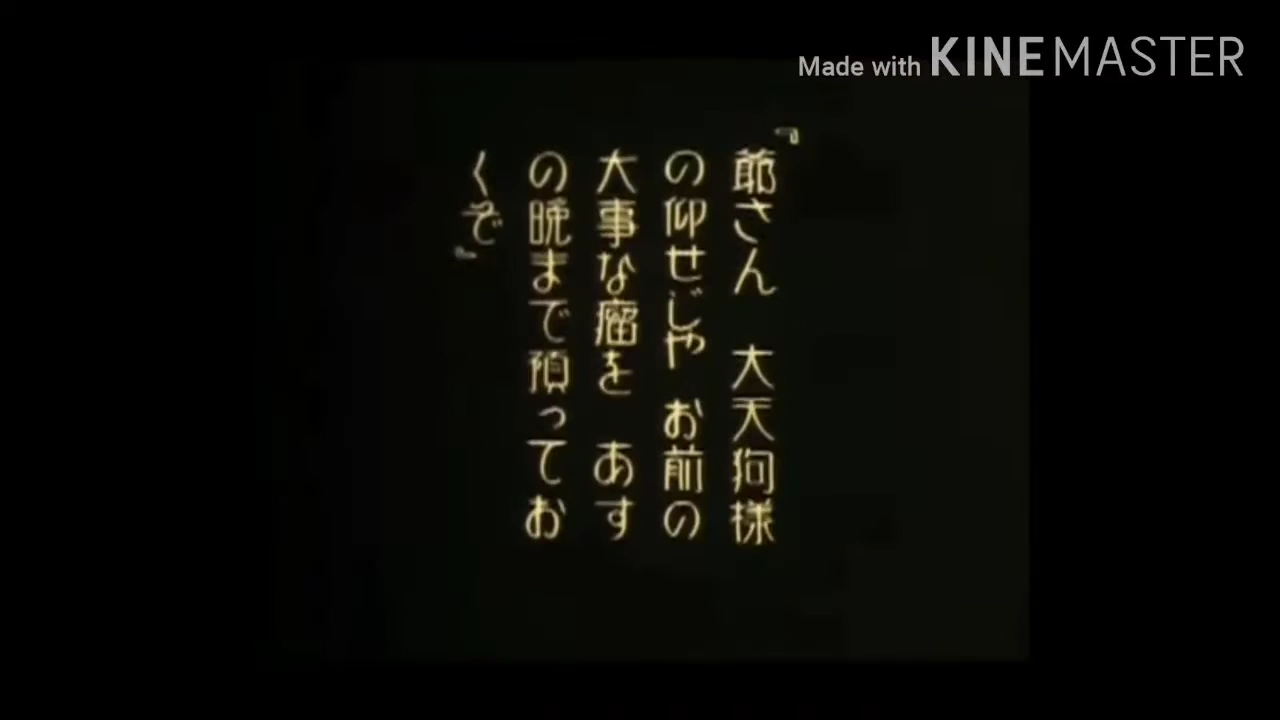 Made with KINEMASTER
『爺さん 大天狗様
の仰せじや お前の
大事な瘤を あす
の晩まで預ってお
くぞ』